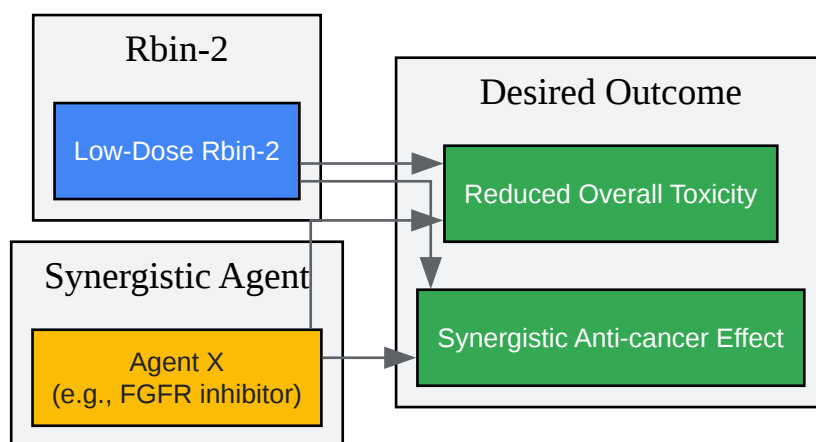 Rbin-2
Low-Dose Rbin-2
Synergistic Agent
Agent X
(e.g., FGFR inhibitor)
Desired Outcome
Reduced Overall Toxicity
Synergistic Anti-cancer Effect